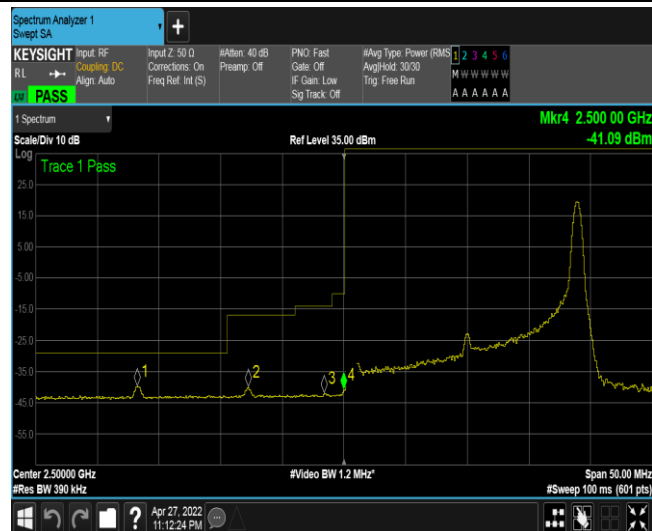 Spectrum Analyzer 1
Swept SA
+
KEYSIGHT Input: RF
RL
Coupling: DC
Align: Auto
PASS
Input Z: 50 Ω
Corrections: On
Freq Ref: Int (S)
#Atten: 40 dB
Preamp: Off
PNO: Fast
Gate: Off
IF Gain: Low
Sig Track: Off
#Avg Type: Power (RMS
Avg|Hold: 30/30
Trig: Free Run
1 2 3 4 5 6
M W W W W W
A A A A A A
1 Spectrum
Scale/Div 10 dB
Ref Level 35.00 dBm
Mkr4 2.500 00 GHz
-41.09 dBm
Log
Trace 1 Pass
25.0
15.0
5.00
-5.00
-15.0
-25.0
-35.0
-45.0
-55.0
1
2
3
4
Center 2.50000 GHz
#Res BW 390 kHz
#Video BW 1.2 MHz*
Span 50.00 MHz
#Sweep 100 ms (601 pts)
?
Apr 27, 2022
11:12:24 PM